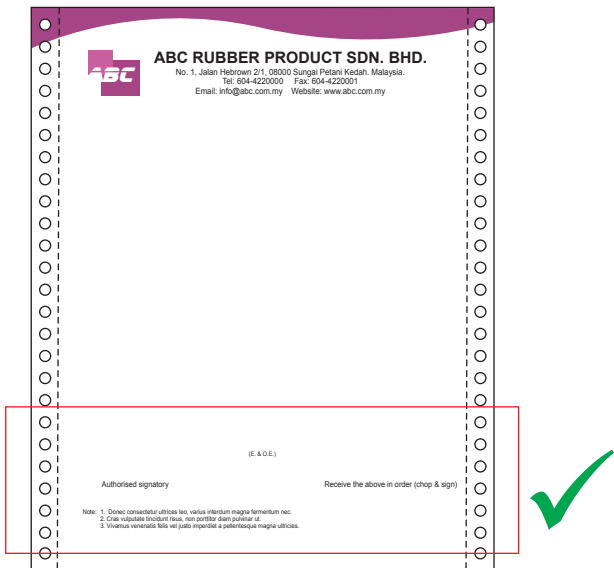 ABC RUBBER PRODUCT SDN. BHD.
ABC
No. 1, Jalan Hebrown 2/1, 08000 Sungai Petani Kedah. Malaysia.
Tel: 604-4220000 Fax: 604-4220001
Email: info@abc.com.my Website: www.abc.com.my
(E. & O.E.)
Authorised signatory Receive the above in order (chop & sign)
Note: 1. Donec consectetur ultrices leo, varius interdum magna fermentum nec.
2. Cras vulputate tincidunt risus, non porttitor diam pulvinar ut.
3. Vivamus venenatis felis vel justo imperdiet a pellentesque magna ultricies.